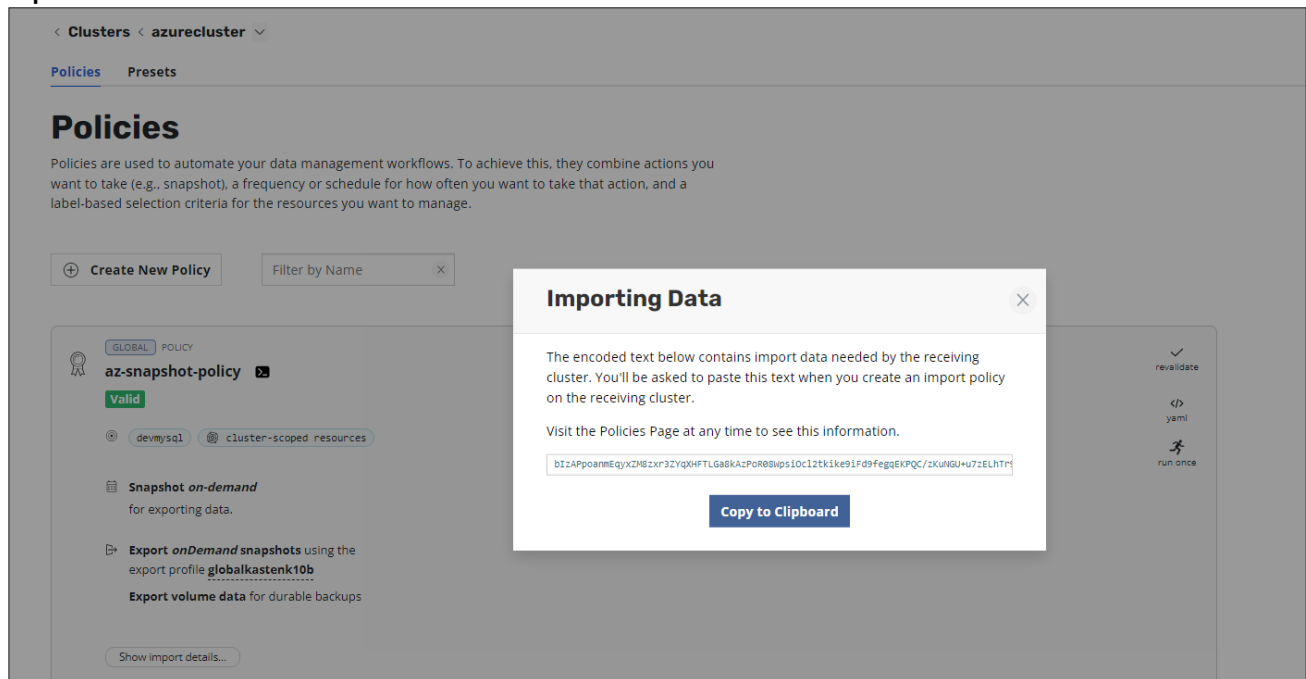 Clusters < azurecluster
Policies Presets
Policies
Policies are used to automate your data management workflows. To achieve this, they combine actions you
want to take (e.g., snapshot), a frequency or schedule for how often you want to take that action, and a
label-based selection criteria for the resources you want to manage.
Create New Policy
Filter by Name
GLOBAL POLICY
az-snapshot-policy
Valid
devmysql cluster-scoped resources
Snapshot on-demand
for exporting data.
Export onDemand snapshots using the
export profile globalkastenk10b
Export volume data for durable backups
Show import details...
Importing Data
The encoded text below contains import data needed by the receiving
cluster. You'll be asked to paste this text when you create an import policy
on the receiving cluster.
Visit the Policies Page at any time to see this information.
Copy to Clipboard
revalidate
</>
yaml
run once